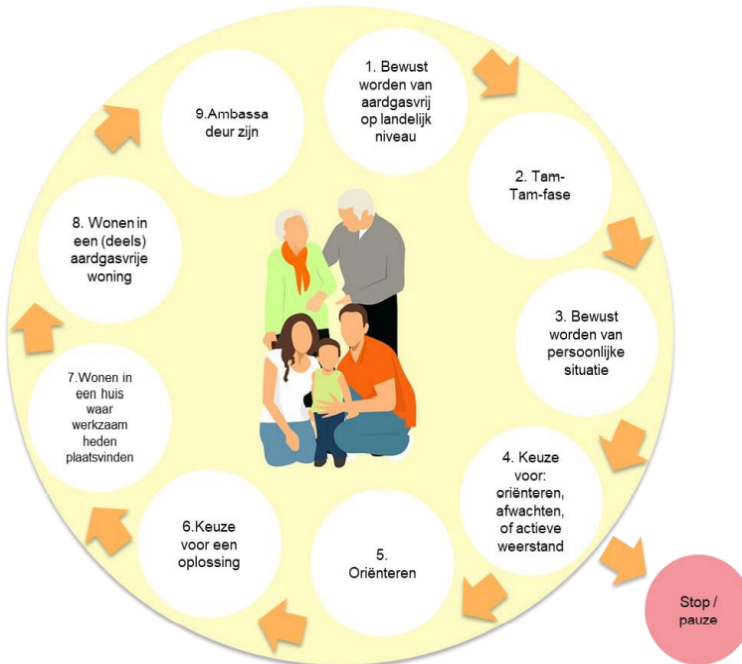 1. Bewust
worden van
aardgasvrij
op landelijk
niveau
2. Tam-
Tam-fase
3. Bewust
worden van
persoonlijke
situatie
4. Keuze
voor:
oriënteren,
afwachten,
of actieve
weerstand
Stop /
pauze
5.
Oriënteren
6.Keuze
voor een
oplossing
7.Wonen in
een huis
waar
werkzaam
heden
plaatsvinden
8. Wonen in
een (deels)
aardgasvrije
woning
9.Ambassa
deur zijn